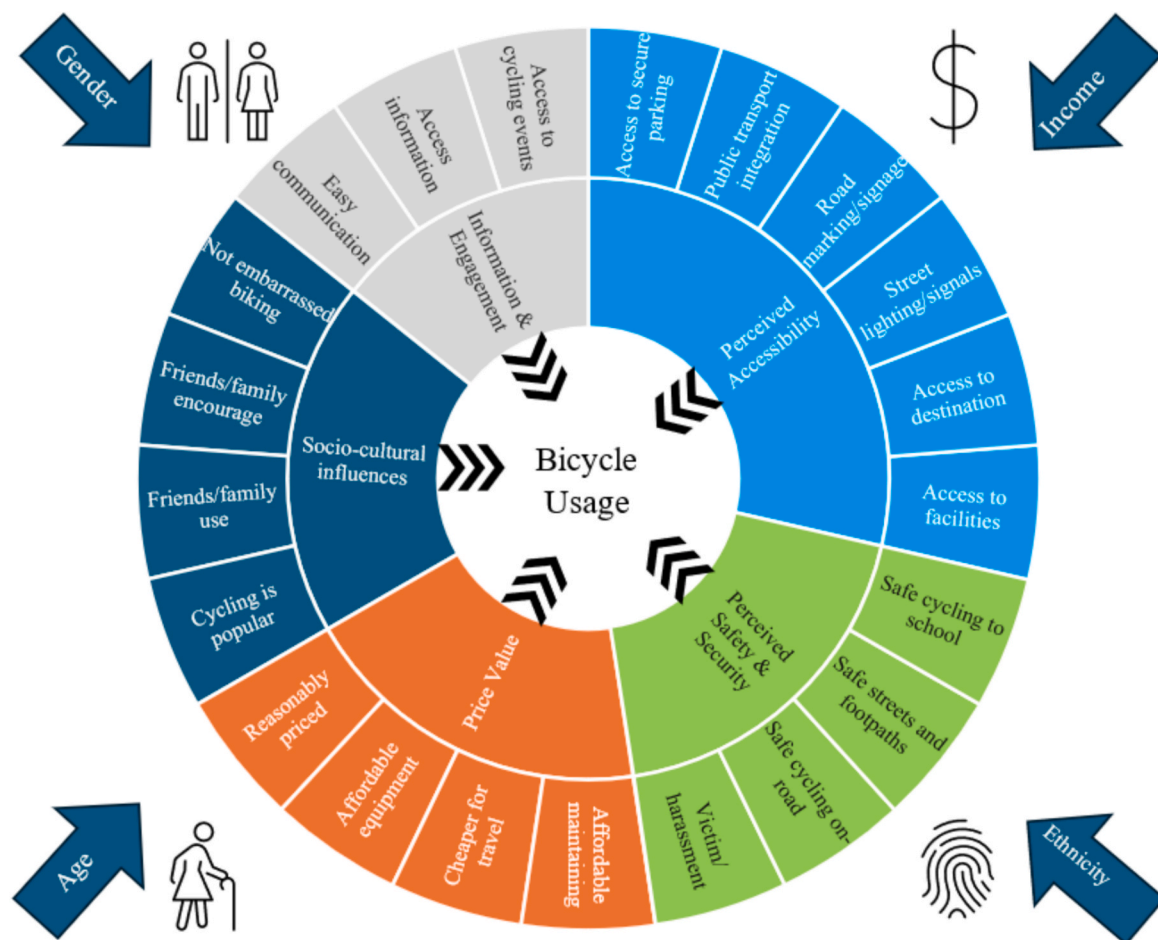 Gender
Income
Access to
cycling events
Access
information
Easy
communication
Information &
Engagement
Access to secure
parking
Public transport
integration
Road
marking/signage
Street
lighting/signals
Access to
destination
Access to
facilities
Perceived
Accessibility
Not embarrassed
biking
Friends/family
encourage
Friends/family
use
Cycling is
popular
Socio-cultural
influences
Bicycle
Usage
Safe cycling to
school
Safe streets and
footpaths
Safe cycling on-
road
Victim/
harassment
Perceived
Safety &
Security
Price Value
Reasonably
priced
Affordable
equipment
Cheaper for
travel
Affordable
maintaining
Age
Ethnicity